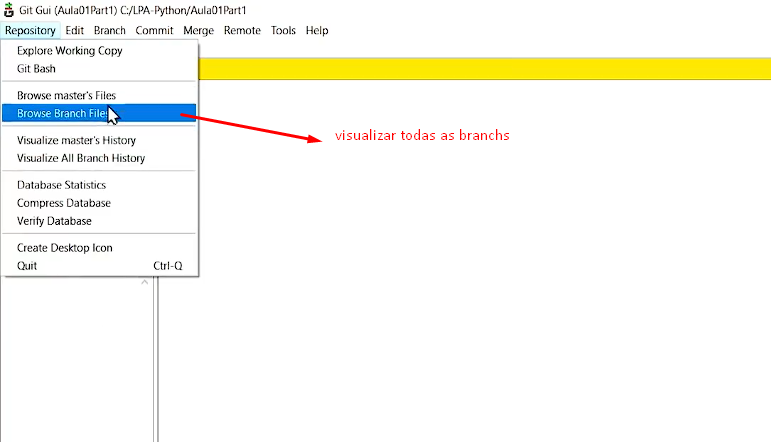 Git Gui (Aula01Part1) C:/LPA-Python/Aula01Part1
Repository Edit Branch Commit Merge Remote Tools Help
Explore Working Copy
Git Bash
Browse master's Files
Browse Branch Files
visualizar todas as branchs
Visualize master's History
Visualize All Branch History
Database Statistics
Compress Database
Verify Database
Create Desktop Icon
Quit Ctrl-Q